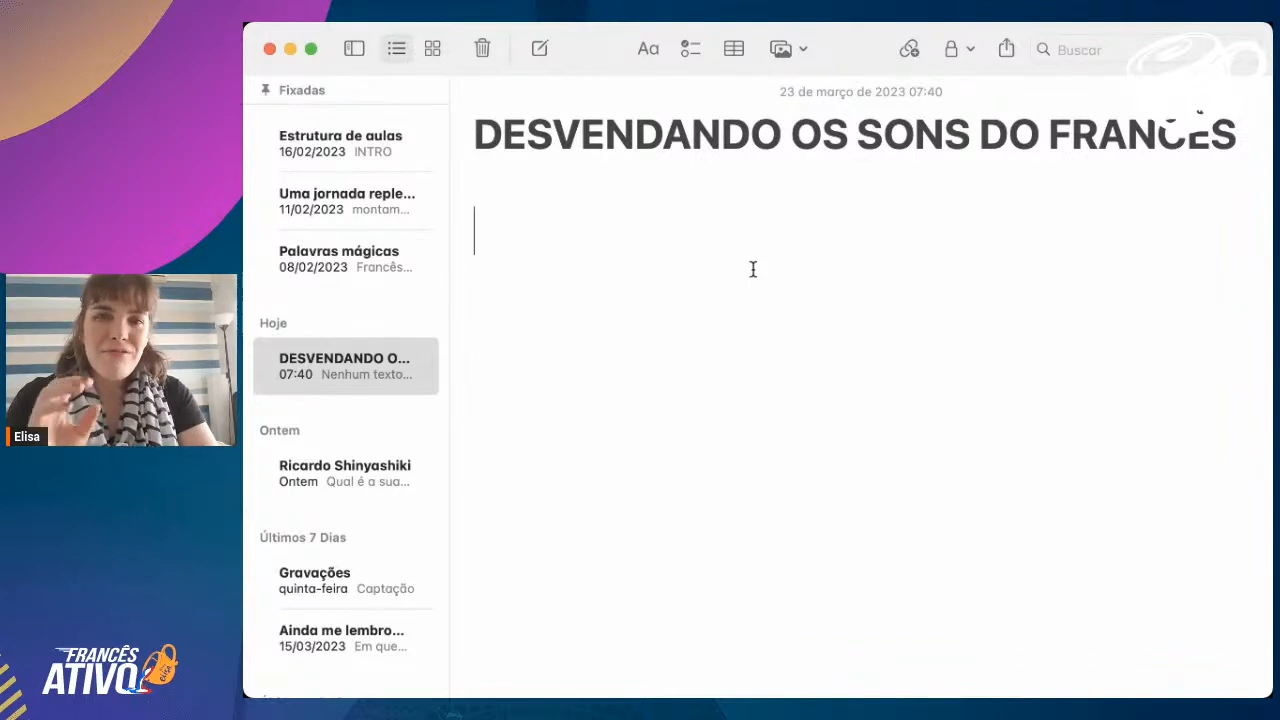 Buscar
Fixadas
Estrutura de aulas
16/02/2023 INTRO
Uma jornada reple...
11/02/2023 montam...
Palavras mágicas
08/02/2023 Francês...
Hoje
DESVENDANDO O...
07:40 Nenhum texto...
Ontem
Ricardo Shinyashiki
Ontem Qual é a sua...
Últimos 7 Dias
Gravações
quinta-feira Captação
Ainda me lembro...
15/03/2023 Em que...
23 de março de 2023 07:40
DESVENDANDO OS SONS DO FRANCÊS
Aa
Elisa
FRANCÊS
ATIVO